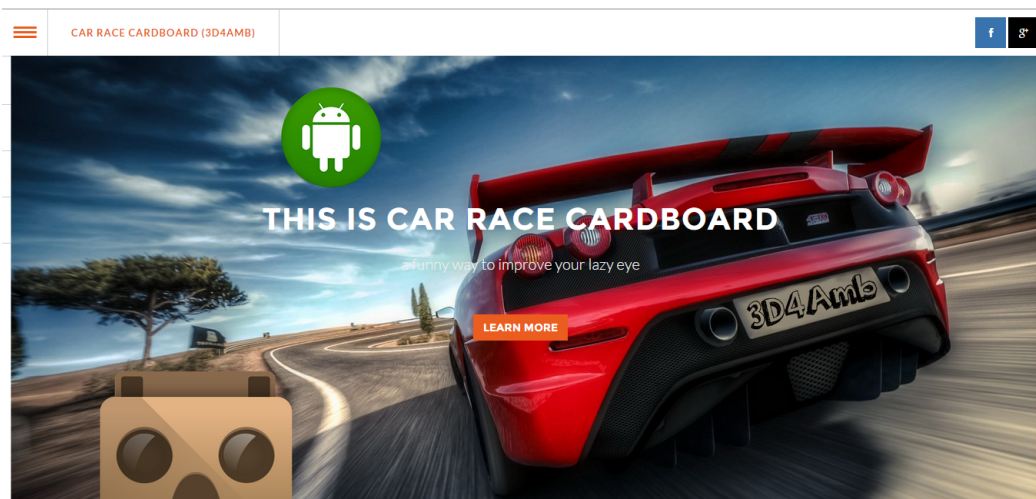 CAR RACE CARDBOARD (3D4AMB)
f
g+
THIS IS CAR RACE CARDBOARD
a funny way to improve your lazy eye
LEARN MORE
3D4Amb